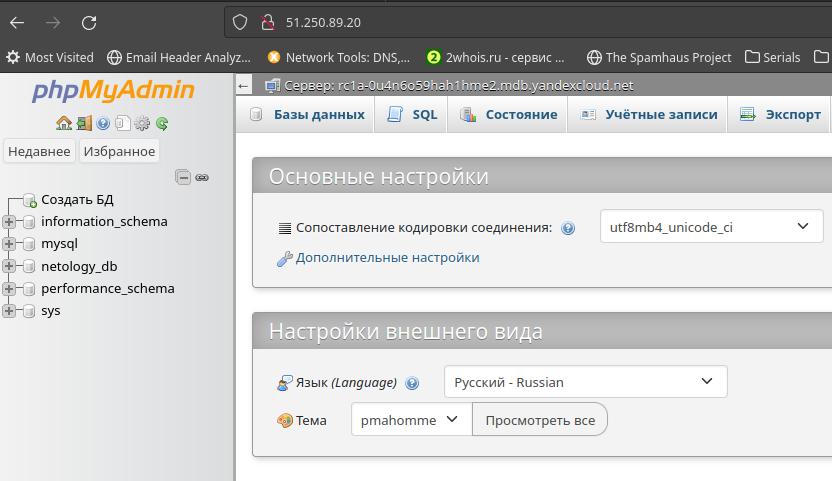 51.250.89.20
Most Visited Email Header Analyz... Network Tools: DNS,... 2whois.ru - сервис ... The Spamhaus Project Serials
phpMyAdmin
Недавнее Избранное
Создать БД
information_schema
mysql
netology_db
performance_schema
sys
Сервер: rc1a-0u4n6o59hah1hme2.mdb.yandexcloud.net
Базы данных SQL Состояние Учётные записи Экспорт
Основные настройки
Сопоставление кодировки соединения: utf8mb4_unicode_ci
Дополнительные настройки
Настройки внешнего вида
Язык (Language) Русский - Russian
Тема pmahomme Просмотреть все